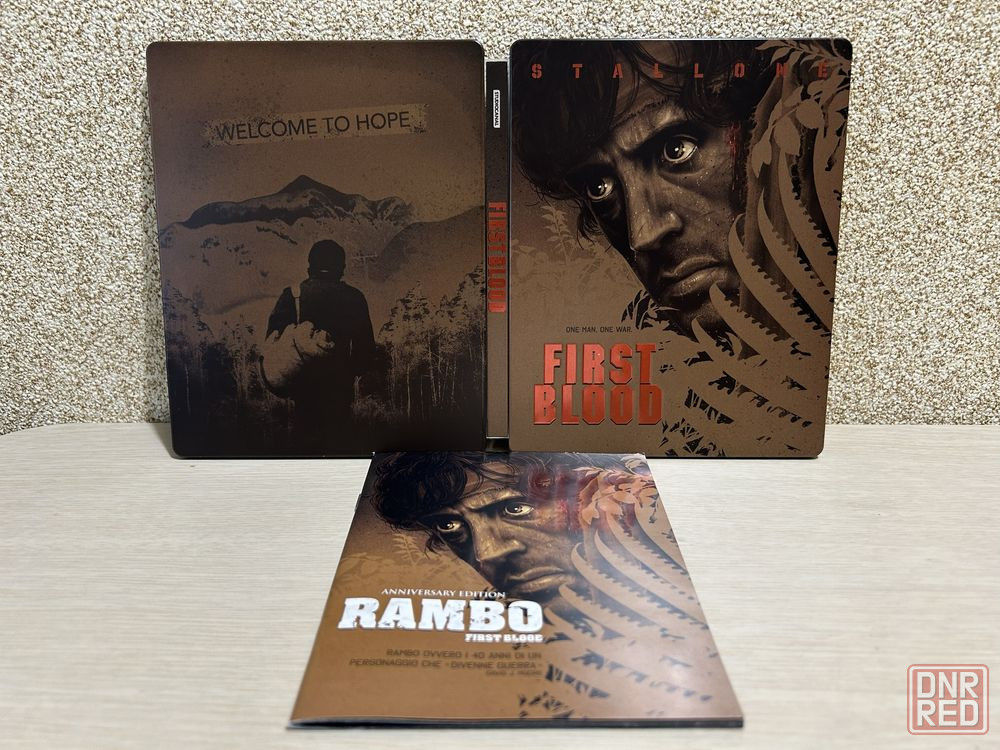 WELCOME TO HOPE
STUDIOCANAL
FIRST BLOOD
STALLONE
ONE MAN. ONE WAR.
FIRST
BLOOD
ANNIVERSARY EDITION
RAMBO
FIRST BLOOD
RAMBO OVVERO I 40 ANNI DI UN
PERSONAGGIO CHE "DIVENNE GUERRA"
DNR
RED